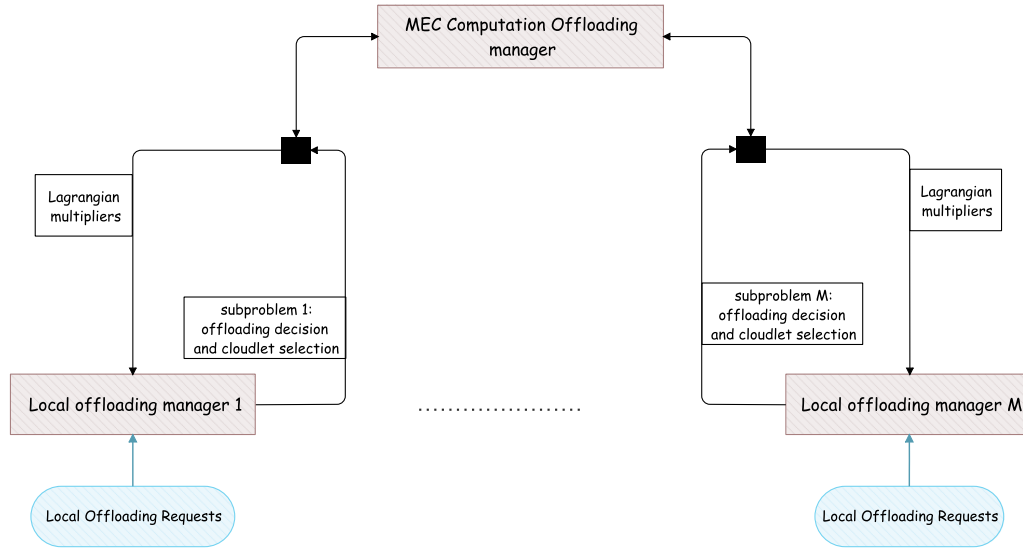 MEC Computation Offloading
manager
Lagrangian
multipliers
Lagrangian
multipliers
subproblem 1:
offloading decision
and cloudlet selection
subproblem M:
offloading decision
and cloudlet selection
Local offloading manager 1
.......................
Local offloading manager M
Local Offloading Requests
Local Offloading Requests